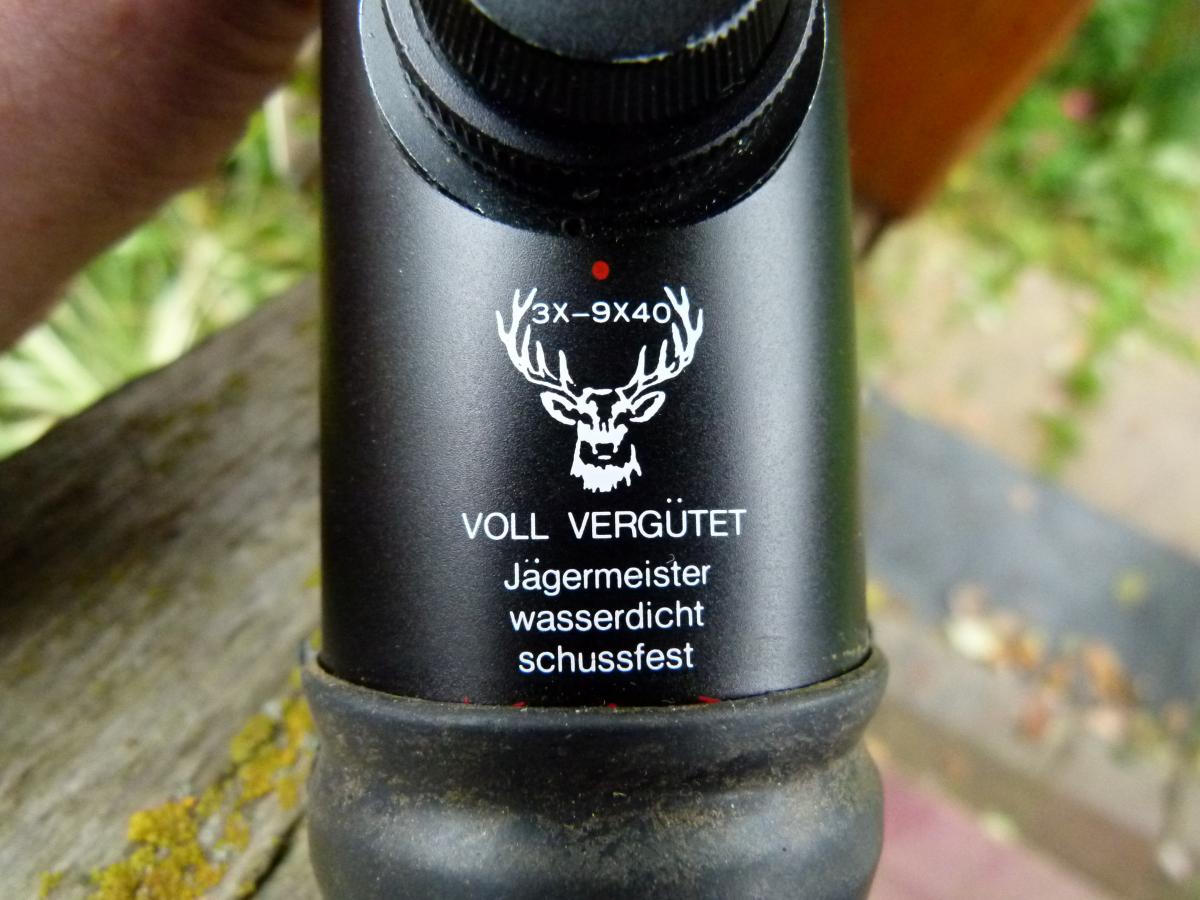 3X-9X40
VOLL VERGÜTET
Jägermeister
wasserdicht
schussfest